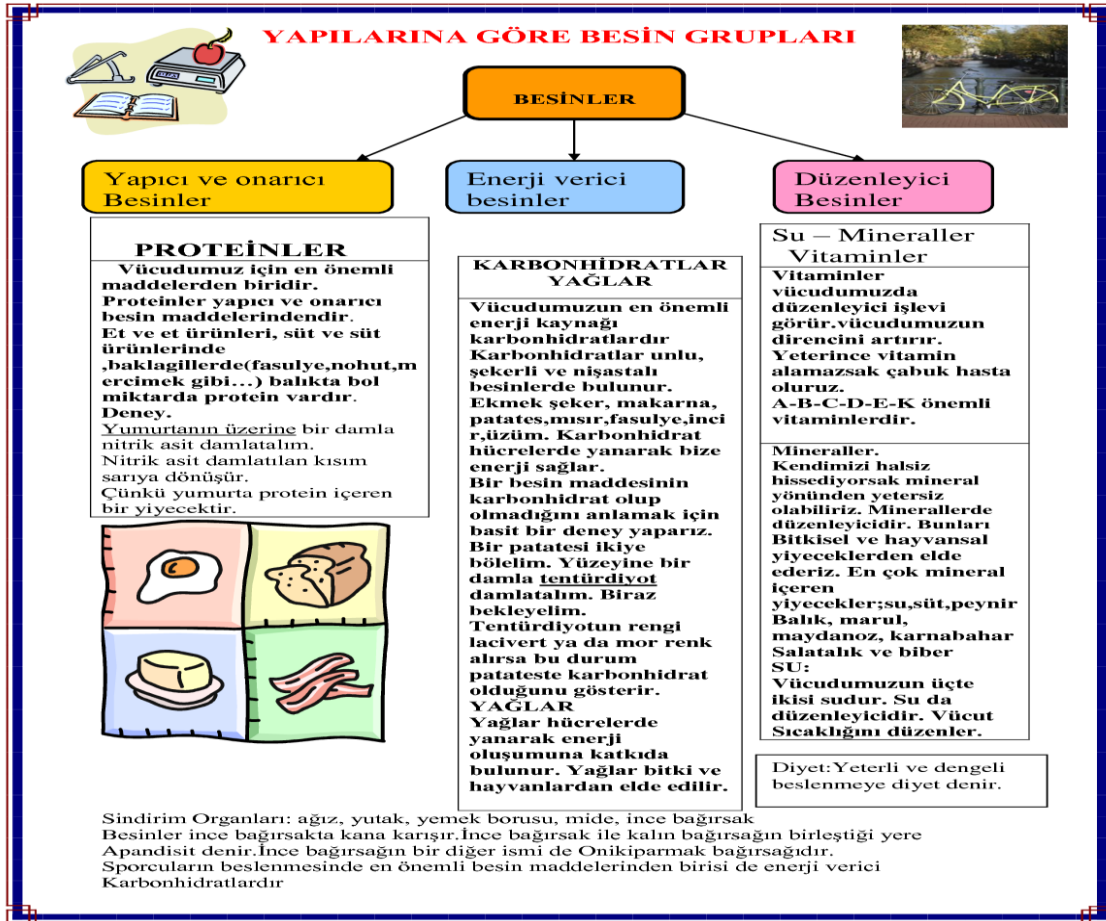 YAPILARINA GÖRE BESİN GRUPLARI
BESİNLER
Yapıcı ve onarıcı
Besinler
PROTEİNLER
Vücudumuz için en önemli
maddelerden biridir.
Proteinler yapıcı ve onarıcı
besin maddelerindendir.
Et ve et ürünleri, süt ve süt
ürünlerinde
,baklagillerde(fasulye,nohut,m
ercimek gibi…) balıkta bol
miktarda protein vardır.
Deney.
Yumurtanın üzerine bir damla
nitrik asit damlatalım.
Nitrik asit damlatılan kısım
sarıya dönüşür.
Çünkü yumurta protein içeren
bir yiyecektir.
Enerji verici
besinler
KARBONHİDRATLAR
YAĞLAR
Vücudumuzun en önemli
enerji kaynağı
karbonhidratlardır
Karbonhidratlar unlu,
şekerli ve nişastalı
besinlerde bulunur.
Ekmek şeker, makarna,
patates,mısır,fasulye,inci
r,üzüm. Karbonhidrat
hücrelerde yanarak bize
enerji sağlar.
Bir besin maddesinin
karbonhidrat olup
olmadığını anlamak için
basit bir deney yaparız.
Bir patatesi ikiye
bölelim. Yüzeyine bir
damla tentürdiyot
damlatalım. Biraz
bekleyelim.
Tentürdiyotun rengi
lacivert ya da mor renk
alırsa bu durum
patateste karbonhidrat
olduğunu gösterir.
YAĞLAR
Yağlar hücrelerde
yanarak enerji
oluşumuna katkıda
bulunur. Yağlar bitki ve
hayvanlardan elde edilir.
Düzenleyici
Besinler
Su – Mineraller
Vitaminler
Vitaminler
vücudumuzda
düzenleyici işlevi
görür.vücudumuzun
direncini artırır.
Yeterince vitamin
alamazsak çabuk hasta
oluruz.
A-B-C-D-E-K önemli
vitaminlerdir.
Mineraller.
Kendimizi halsiz
hissediyorsak mineral
yönünden yetersiz
olabiliriz. Minerallerde
düzenleyicidir. Bunları
Bitkisel ve hayvansal
yiyeceklerden elde
ederiz. En çok mineral
içeren
yiyecekler;su,süt,peynir
Balık, marul,
maydanoz, karnabahar
Salatalık ve biber
SU:
Vücudumuzun üçte
ikisi sudur. Su da
düzenleyicidir. Vücut
Sıcaklığını düzenler.
Diyet:Yeterli ve dengeli
beslenmeye diyet denir.
Sindirim Organları: ağız, yutak, yemek borusu, mide, ince bağırsak
Besinler ince bağırsakta kana karışır.İnce bağırsak ile kalın bağırsağın birleştiği yere
Apandisit denir.İnce bağırsağın bir diğer ismi de Onikiparmak bağırsağıdır.
Sporcuların beslenmesinde en önemli besin maddelerinden birisi de enerji verici
Karbonhidratlardır